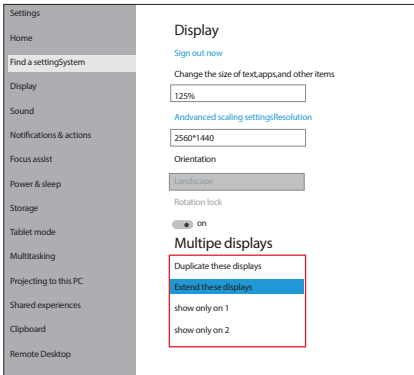 Settings
Home
Find a settingSystem
Display
Sound
Notifications & actions
Focus assist
Power & sleep
Storage
Tablet mode
Multitasking
Projecting to this PC
Shared experiences
Clipboard
Remote Desktop
Display
Sign out now
Change the size of text,apps,and other items
125%
Andvanced scaling settingsResolution
2560*1440
Orientation
Landscape
Rotation lock
on
Multipe displays
Duplicate these displays
Extend these displays
show only on 1
show only on 2